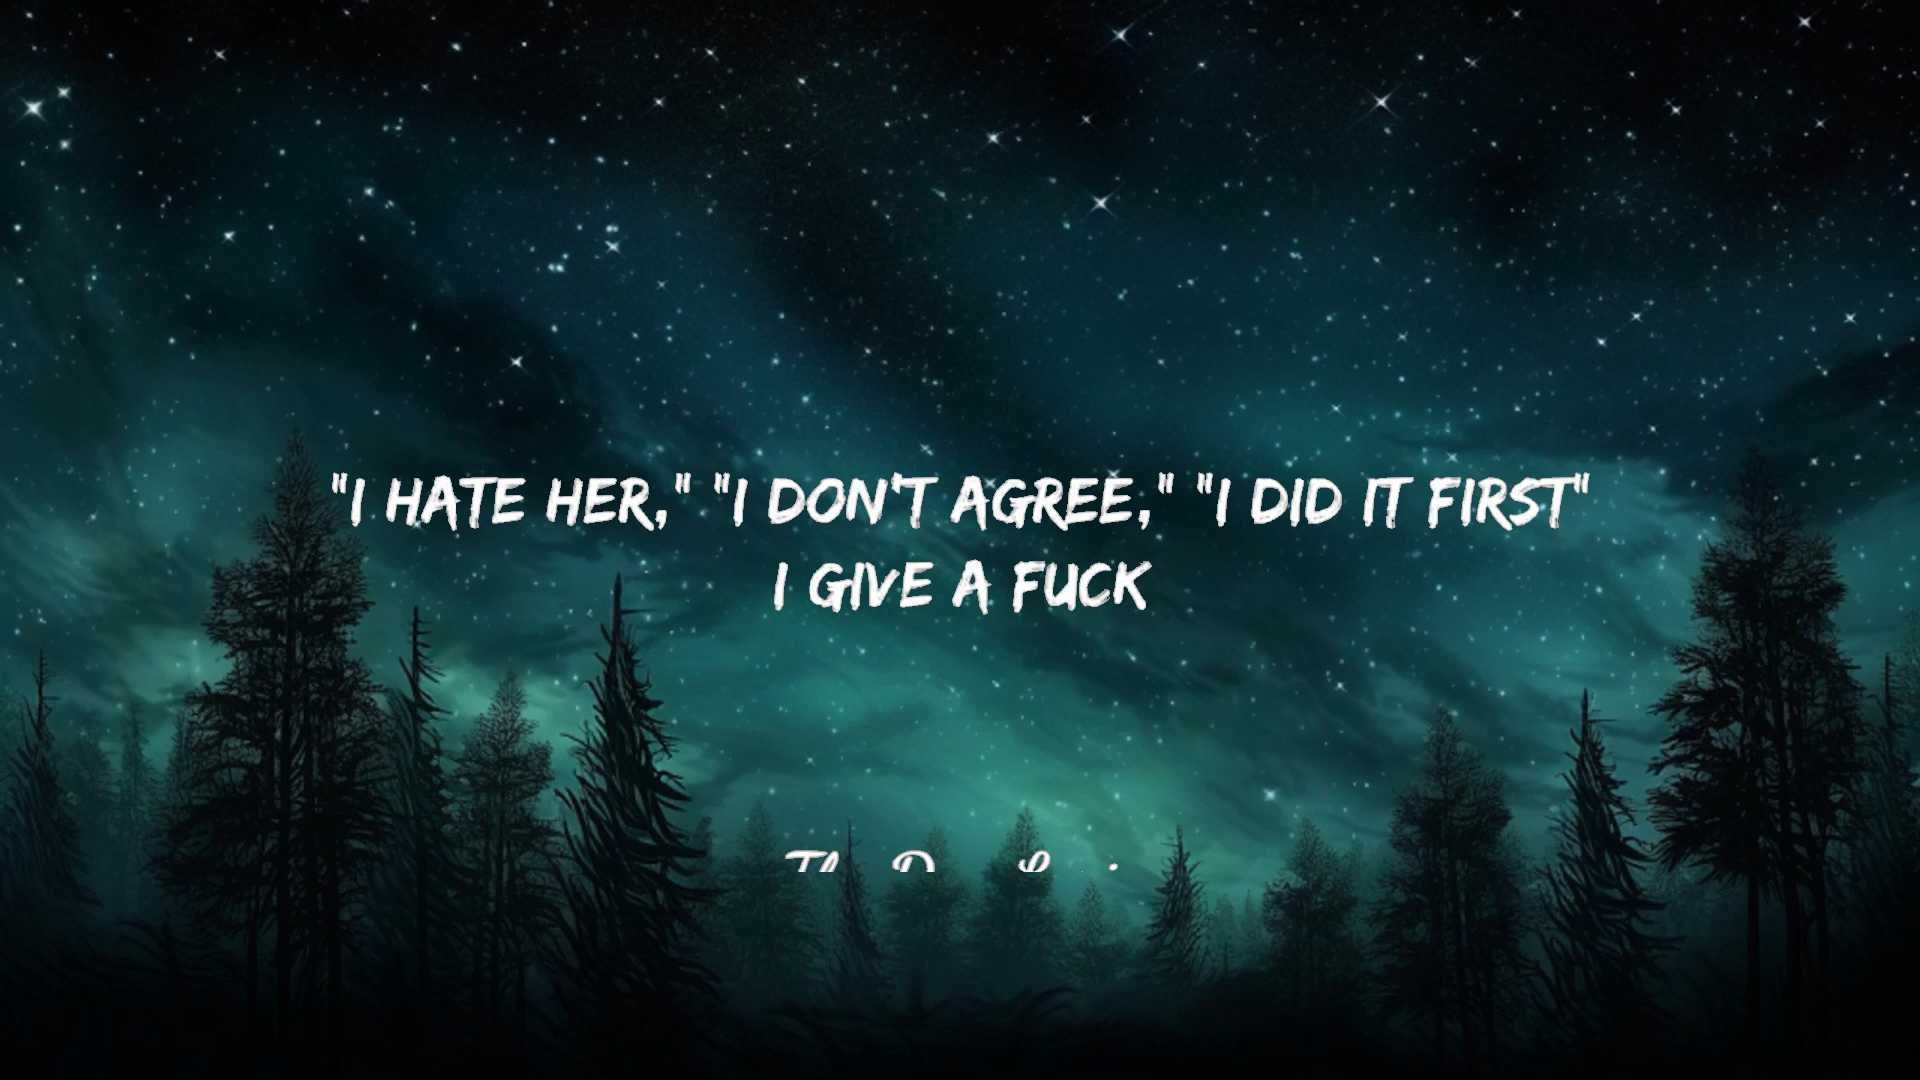 "I HATE HER," "I DON'T AGREE," "I DID IT FIRST"
I GIVE A FUCK